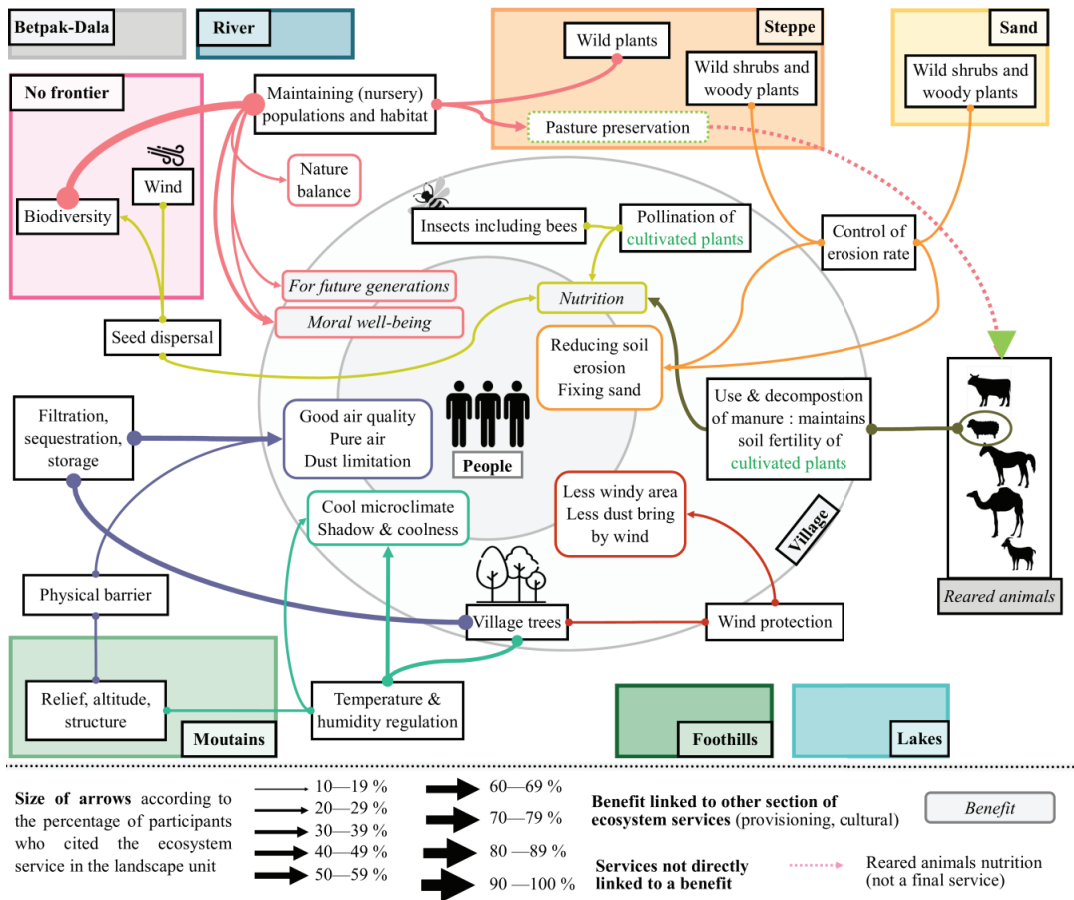 Betpak-Dala
River
Steppe
Sand
Wild plants
Wild shrubs and
woody plants
Wild shrubs and
woody plants
No frontier
Maintaining (nursery)
populations and habitat
Pasture preservation
Nature
balance
Wind
Biodiversity
Insects including bees
Pollination of
cultivated plants
Control of
erosion rate
For future generations
Nutrition
Moral well-being
Seed dispersal
Reducing soil
erosion
Fixing sand
Filtration,
sequestration,
storage
Good air quality
Pure air
Dust limitation
People
Use & decompostion
of manure : maintains
soil fertility of
cultivated plants
Cool microclimate
Shadow & coolness
Less windy area
Less dust bring
by wind
Village
Physical barrier
Village trees
Wind protection
Reared animals
Relief, altitude,
structure
Moutains
Temperature &
humidity regulation
Foothills
Lakes
Size of arrows according to
the percentage of participants
who cited the ecosystem
service in the landscape unit
10—19 %
20—29 %
30—39 %
40—49 %
50—59 %
60—69 %
70—79 %
80 —89 %
90 —100 %
Benefit linked to other section of
ecosystem services (provisioning, cultural)
Benefit
Services not directly
linked to a benefit
Reared animals nutrition
(not a final service)